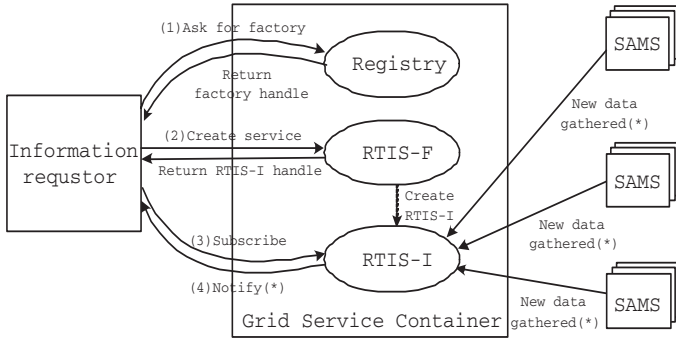 (1)Ask for factory
Registry
Return
factory handle
SAMS
New data
gathered(*)
Information
requstor
(2)Create service
RTIS-F
Return RTIS-I handle
Create
RTIS-I
SAMS
New data
gathered(*)
(3)Subscribe
RTIS-I
(4)Notify(*)
SAMS
New data
gathered(*)
Grid Service Container